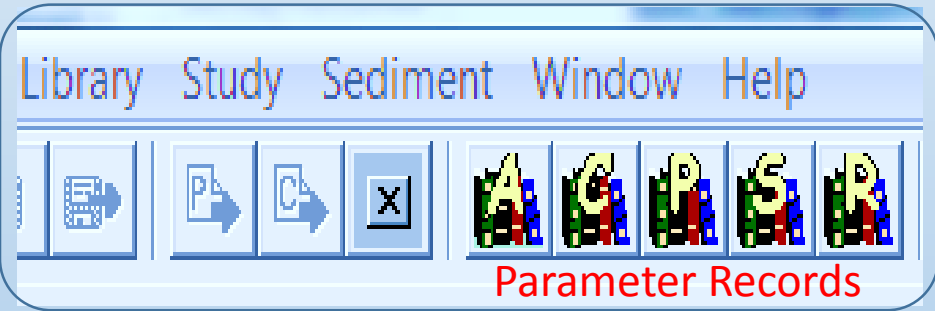 Library Study Sediment Window Help
P C X A C P S R
Parameter Records